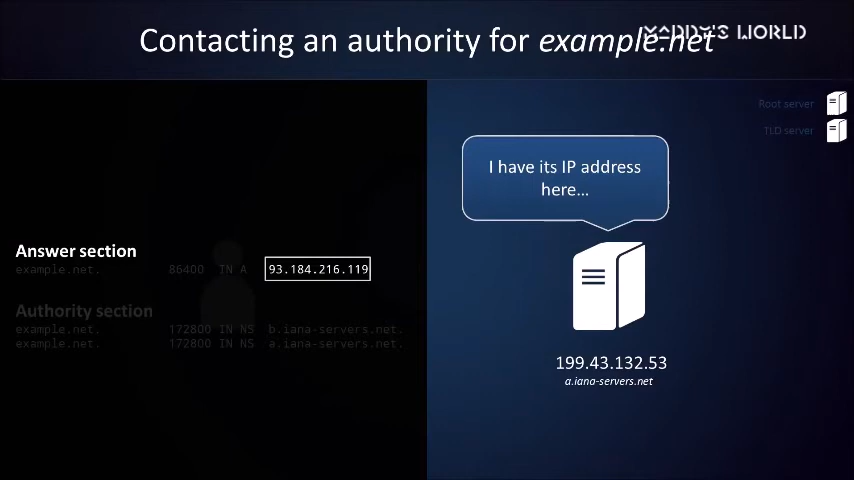 Contacting an authority for example.net
MADDY'S WORLD
Root server
TLD server
I have its IP address
here...
Answer section
example.net. 86400 IN A 93.184.216.119
Authority section
example.net. 172800 IN NS b.iana-servers.net.
example.net. 172800 IN NS a.iana-servers.net.
199.43.132.53
a.iana-servers.net